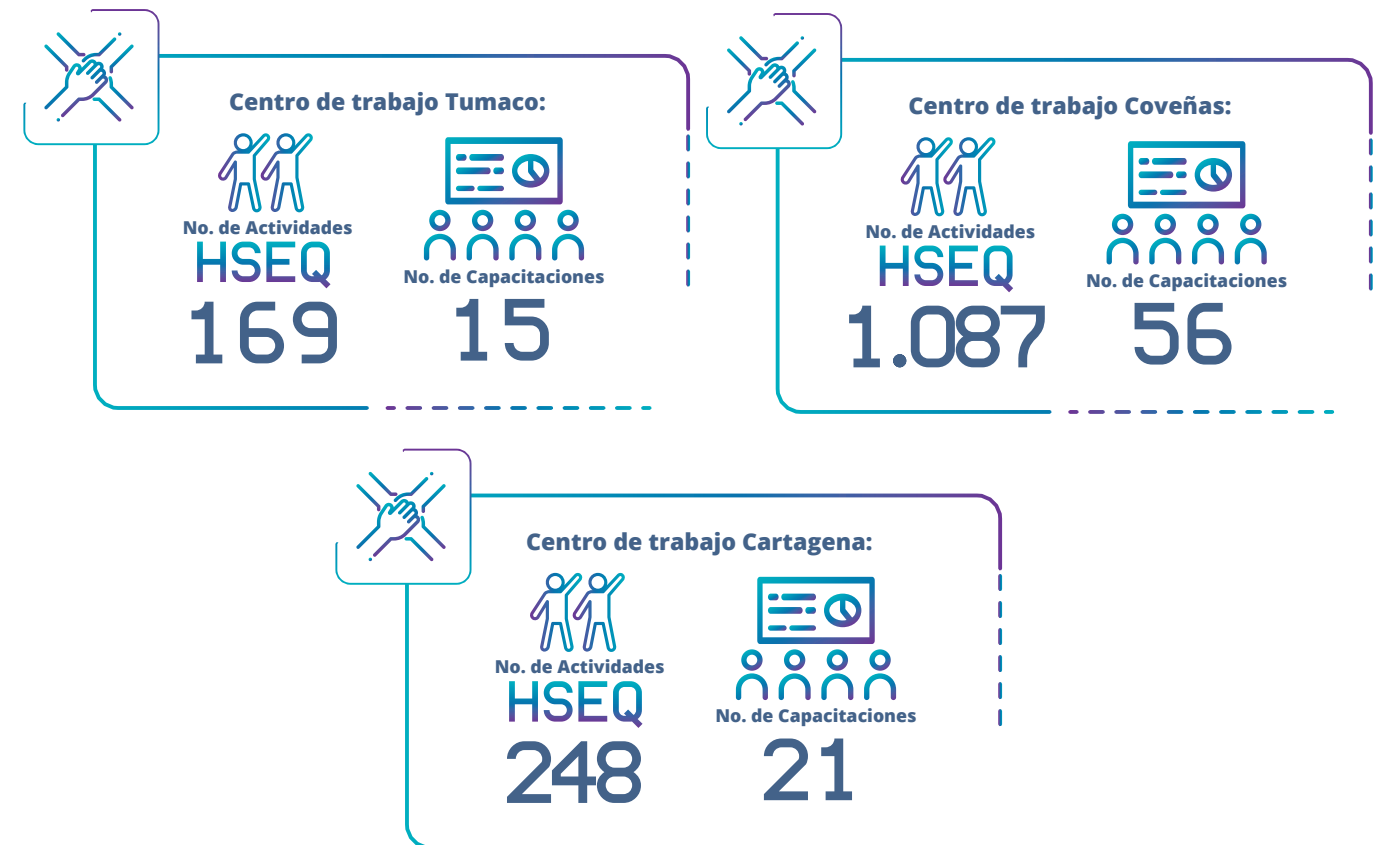 Centro de trabajo Tumaco:
No. de Actividades
HSEQ
169
No. de Capacitaciones
15
Centro de trabajo Coveñas:
No. de Actividades
HSEQ
1.087
No. de Capacitaciones
56
Centro de trabajo Cartagena:
No. de Actividades
HSEQ
248
No. de Capacitaciones
21